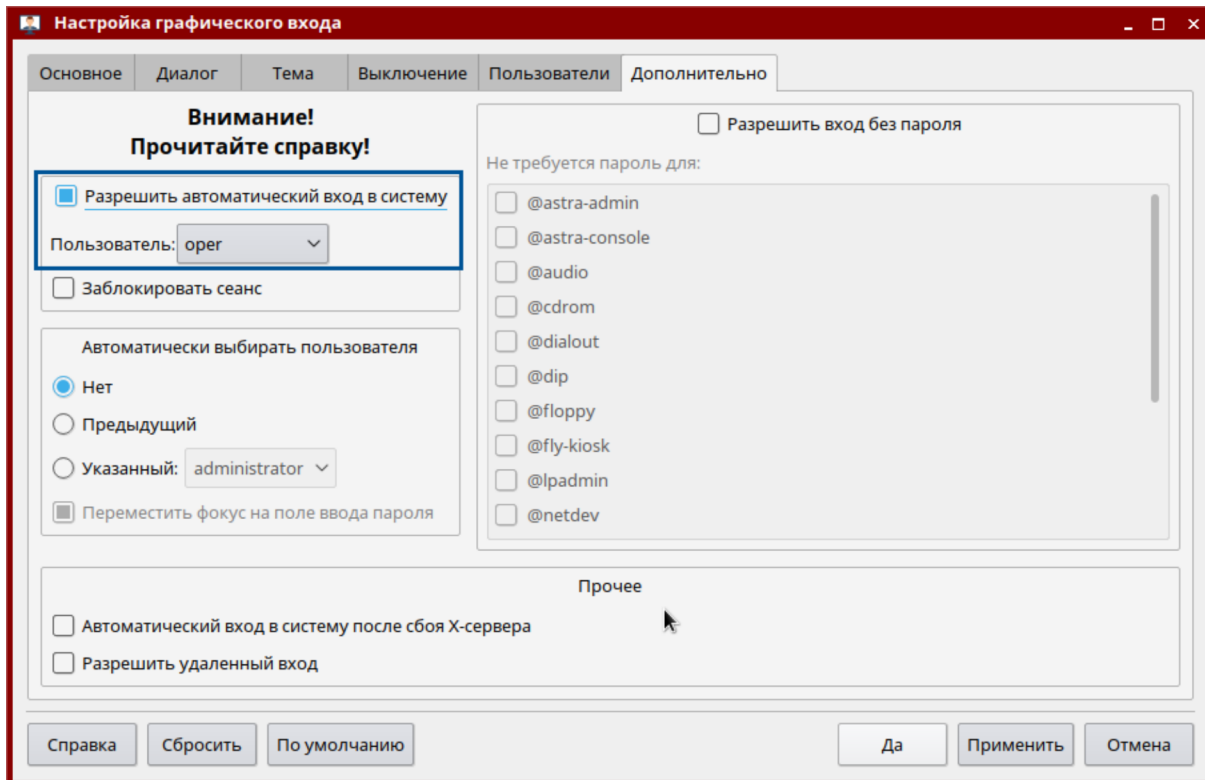 Настройка графического входа
Основное
Диалог
Тема
Выключение
Пользователи
Дополнительно
Внимание!
Прочитайте справку!
Разрешить автоматический вход в систему
Пользователь: oper
Заблокировать сеанс
Автоматически выбирать пользователя
Нет
Предыдущий
Указанный: administrator
Переместить фокус на поле ввода пароля
Разрешить вход без пароля
Не требуется пароль для:
@astra-admin
@astra-console
@audio
@cdrom
@dialout
@dip
@floppy
@fly-kiosk
@lpadmin
@netdev
Прочее
Автоматический вход в систему после сбоя X-сервера
Разрешить удаленный вход
Справка
Сбросить
По умолчанию
Да
Применить
Отмена